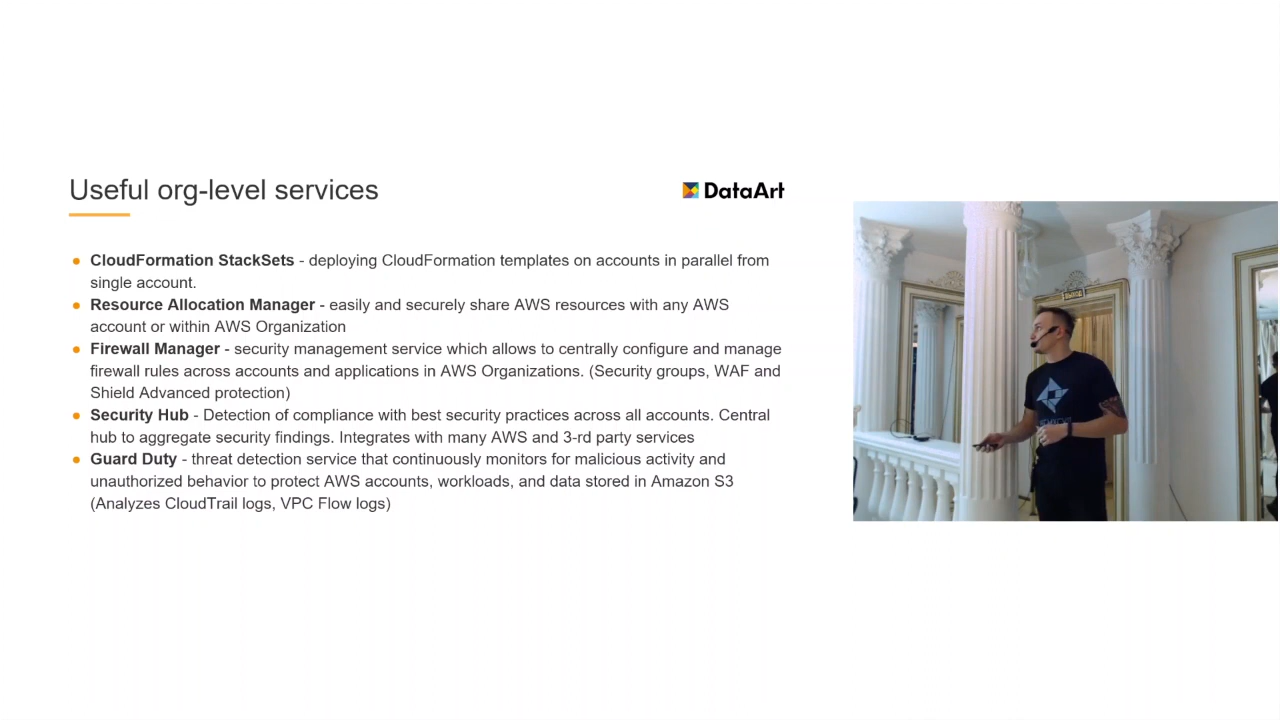 Useful org-level services
DataArt
CloudFormation StackSets - deploying CloudFormation templates on accounts in parallel from
single account.
Resource Allocation Manager - easily and securely share AWS resources with any AWS
account or within AWS Organization
Firewall Manager - security management service which allows to centrally configure and manage
firewall rules across accounts and applications in AWS Organizations. (Security groups, WAF and
Shield Advanced protection)
Security Hub - Detection of compliance with best security practices across all accounts. Central
hub to aggregate security findings. Integrates with many AWS and 3-rd party services
Guard Duty - threat detection service that continuously monitors for malicious activity and
unauthorized behavior to protect AWS accounts, workloads, and data stored in Amazon S3
(Analyzes CloudTrail logs, VPC Flow logs)